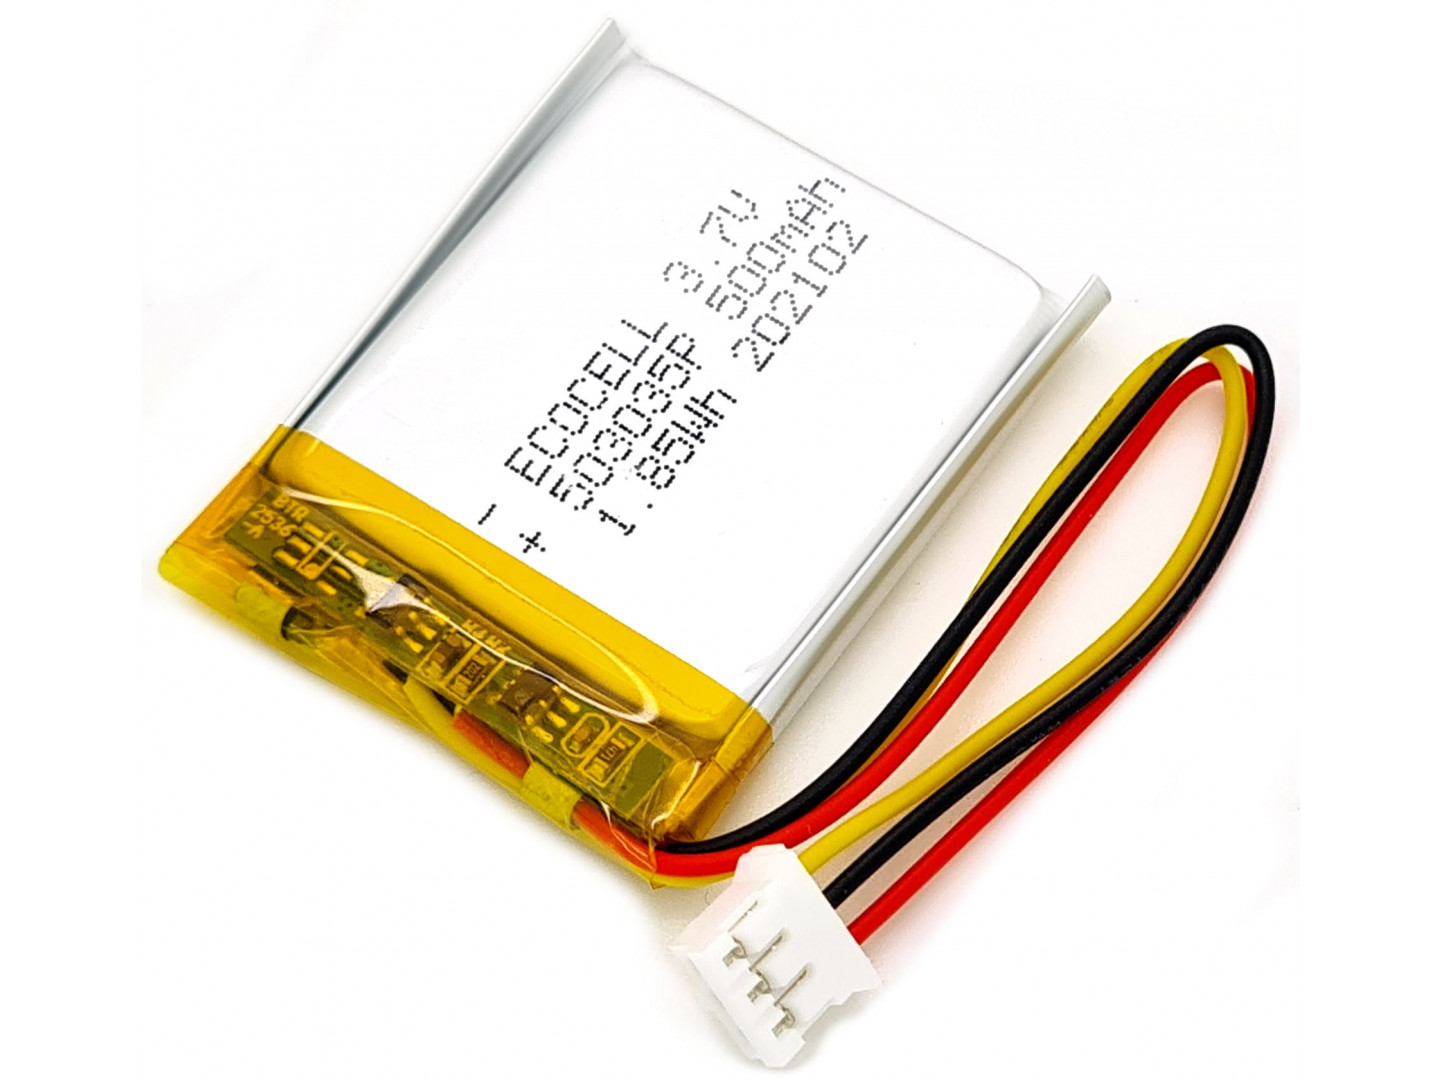 ECOCELL 3.7V
503035P 500mAh
1.85Wh 202102
- +
BTR
2536
-A